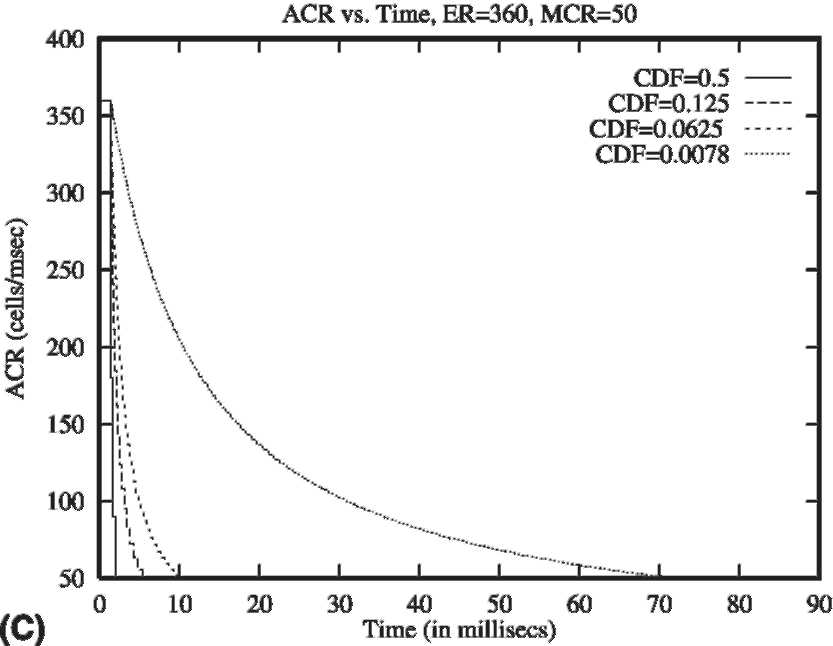 ACR vs. Time, ER=360, MCR=50
400
350
300
250
200
150
100
50
ACR (cells/msec)
CDF=0.5
CDF=0.125
CDF=0.0625
CDF=0.0078
0 10 20 30 40 50 60 70 80 90
Time (in millisecs)
(C)